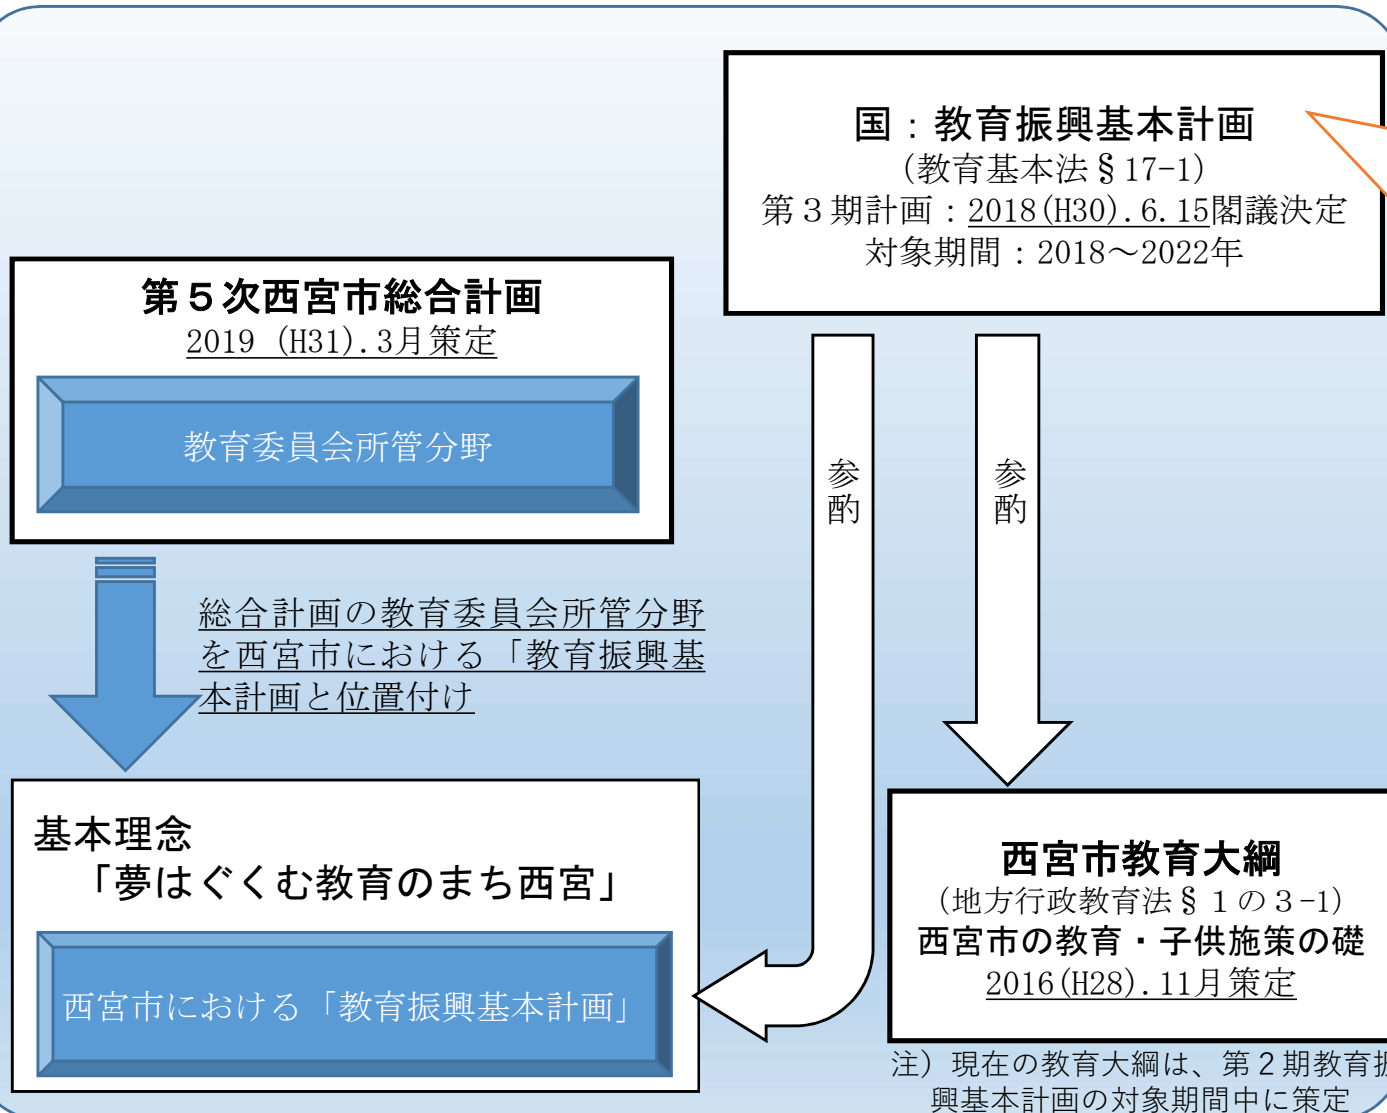 国：教育振興基本計画
（教育基本法§17-1）
第３期計画：2018(H30).6.15閣議決定
対象期間：2018～2022年
第５次西宮市総合計画
2019 (H31).3月策定
教育委員会所管分野
参酌
参酌
総合計画の教育委員会所管分野
を西宮市における「教育振興基
本計画と位置付け
基本理念
「夢はぐくむ教育のまち西宮」
西宮市における「教育振興基本計画」
西宮市教育大綱
（地方行政教育法§１の３-1）
西宮市の教育・子供施策の礎
2016(H28).11月策定
注）現在の教育大綱は、第２期教育振
興基本計画の対象期間中に策定